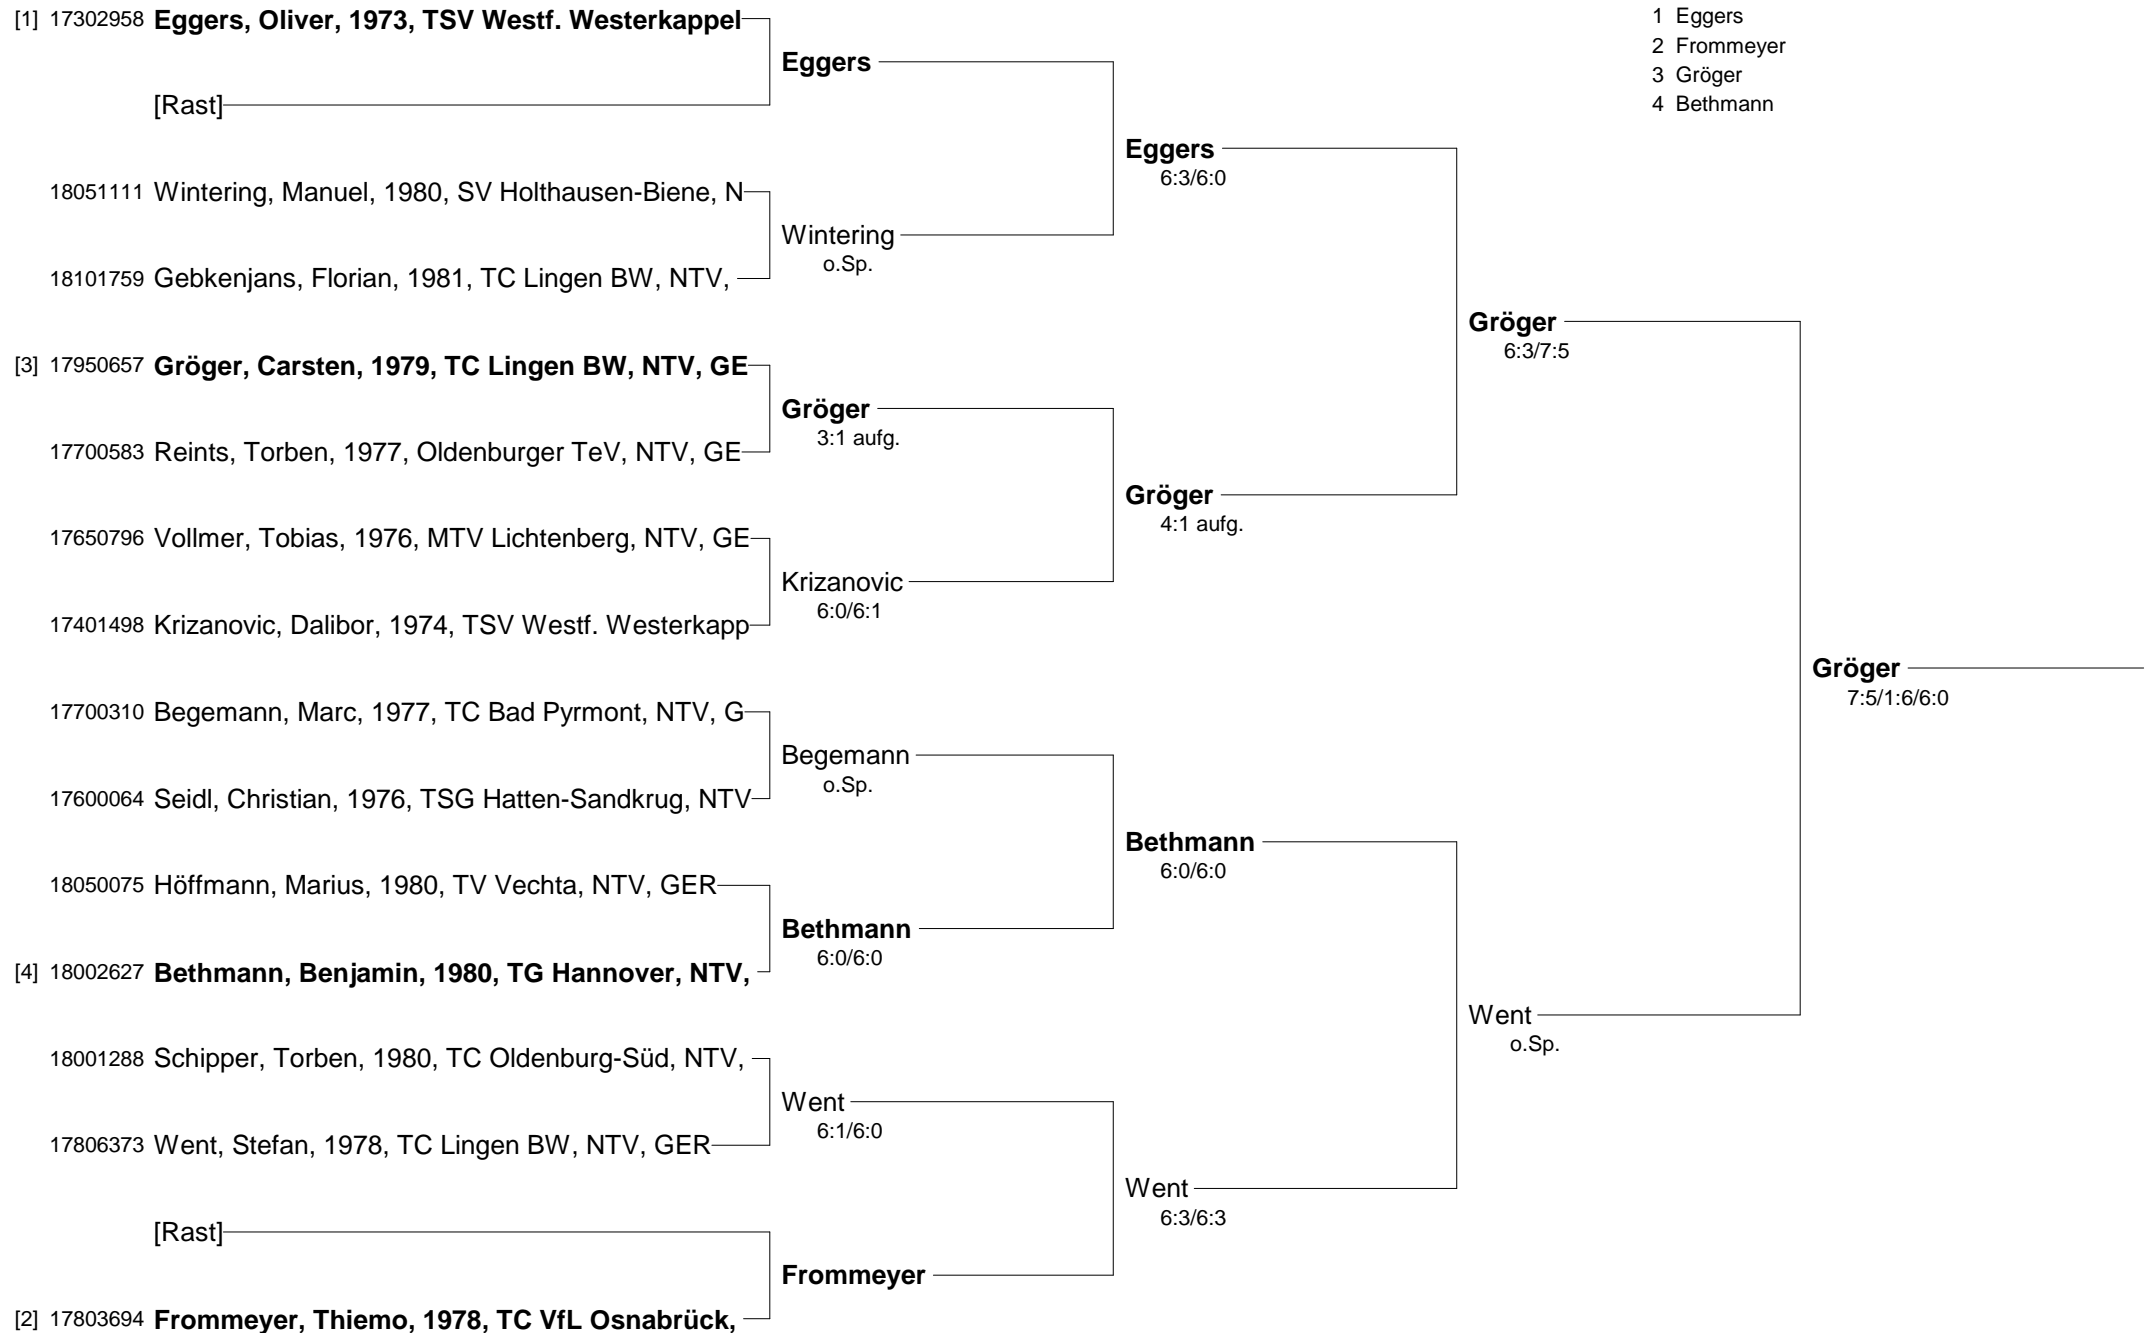 [1] 17302958 Eggers, Oliver, 1973, TSV Westf. Westerkappel
[Rast]
18051111 Wintering, Manuel, 1980, SV Holthausen-Biene, N
18101759 Gebkenjans, Florian, 1981, TC Lingen BW, NTV,
[3] 17950657 Gröger, Carsten, 1979, TC Lingen BW, NTV, GE
17700583 Reints, Torben, 1977, Oldenburger TeV, NTV, GE
17650796 Vollmer, Tobias, 1976, MTV Lichtenberg, NTV, GE
17401498 Krizanovic, Dalibor, 1974, TSV Westf. Westerkapp
17700310 Begemann, Marc, 1977, TC Bad Pyrmont, NTV, G
17600064 Seidl, Christian, 1976, TSG Hatten-Sandkrug, NTV
18050075 Höffmann, Marius, 1980, TV Vechta, NTV, GER
[4] 18002627 Bethmann, Benjamin, 1980, TG Hannover, NTV,
18001288 Schipper, Torben, 1980, TC Oldenburg-Süd, NTV,
17806373 Went, Stefan, 1978, TC Lingen BW, NTV, GER
[Rast]
[2] 17803694 Frommeyer, Thiemo, 1978, TC VfL Osnabrück,
Eggers
Wintering
o.Sp.
Gröger
3:1 aufg.
Krizanovic
6:0/6:1
Begemann
o.Sp.
Bethmann
6:0/6:0
Went
6:1/6:0
Frommeyer
Eggers
6:3/6:0
Gröger
4:1 aufg.
Bethmann
6:0/6:0
Went
6:3/6:3
Gröger
6:3/7:5
Went
o.Sp.
Gröger
7:5/1:6/6:0
1 Eggers
2 Frommeyer
3 Gröger
4 Bethmann